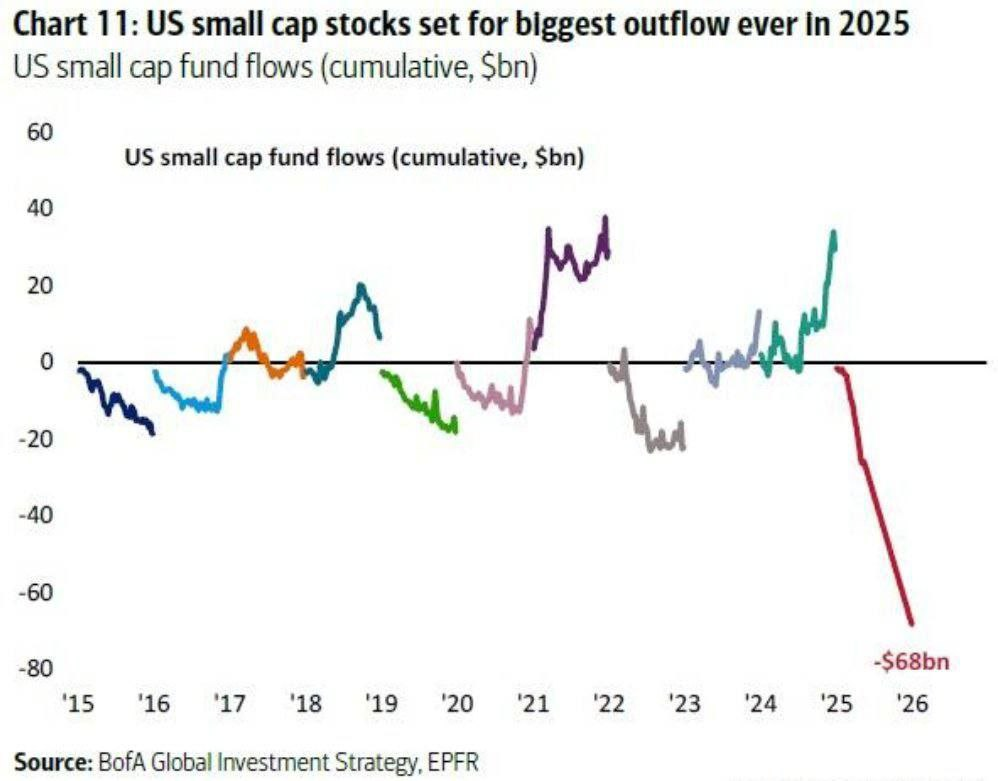 Chart 11: US small cap stocks set for biggest outflow ever in 2025
US small cap fund flows (cumulative, $bn)
60
US small cap fund flows (cumulative, $bn)
40
20
0
-20
-40
-60
-$68bn
-80
'15 '16 '17 '18 '19 '20 '21 '22 '23 '24 '25 '26
Source: BofA Global Investment Strategy, EPFR